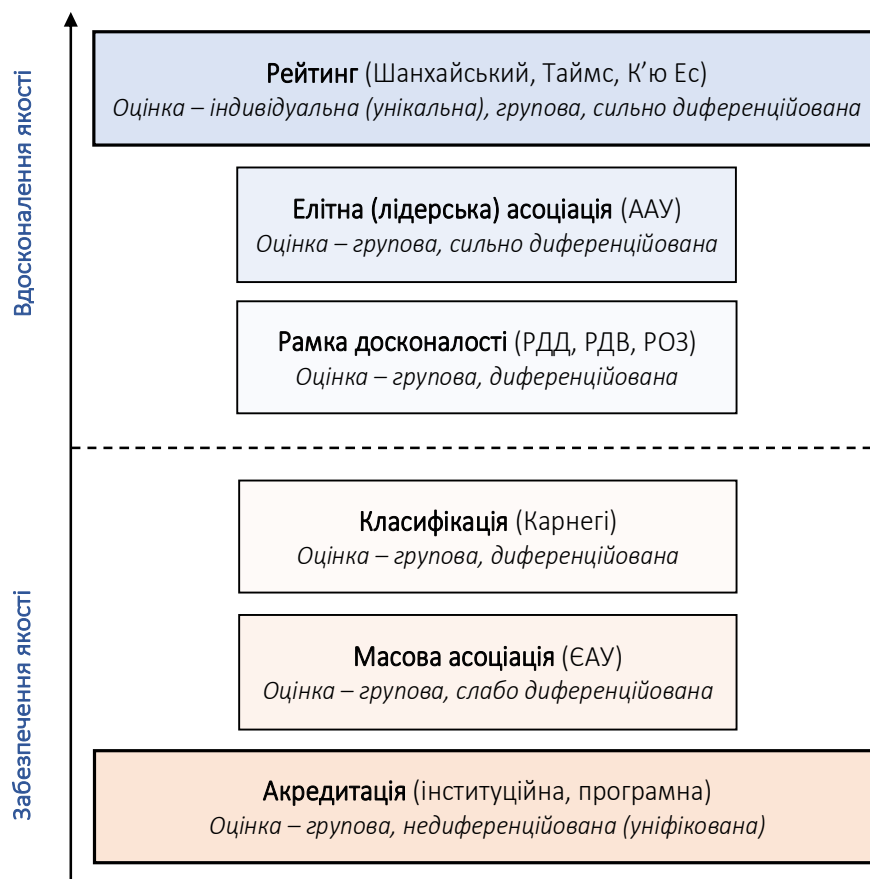 Рейтинг (Шанхайський, Таймс, К’ю Ес)
Оцінка – індивідуальна (унікальна), групова, сильно диференційована
Елітна (лідерська) асоціація (ААУ)
Оцінка – групова, сильно диференційована
Рамка досконалості (РДД, РДВ, РОЗ)
Оцінка – групова, диференційована
Вдосконалення якості
Класифікація (Карнегі)
Оцінка – групова, диференційована
Масова асоціація (ЄАУ)
Оцінка – групова, слабо диференційована
Акредитація (інституційна, програмна)
Оцінка – групова, недиференційована (уніфікована)
Забезпечення якості